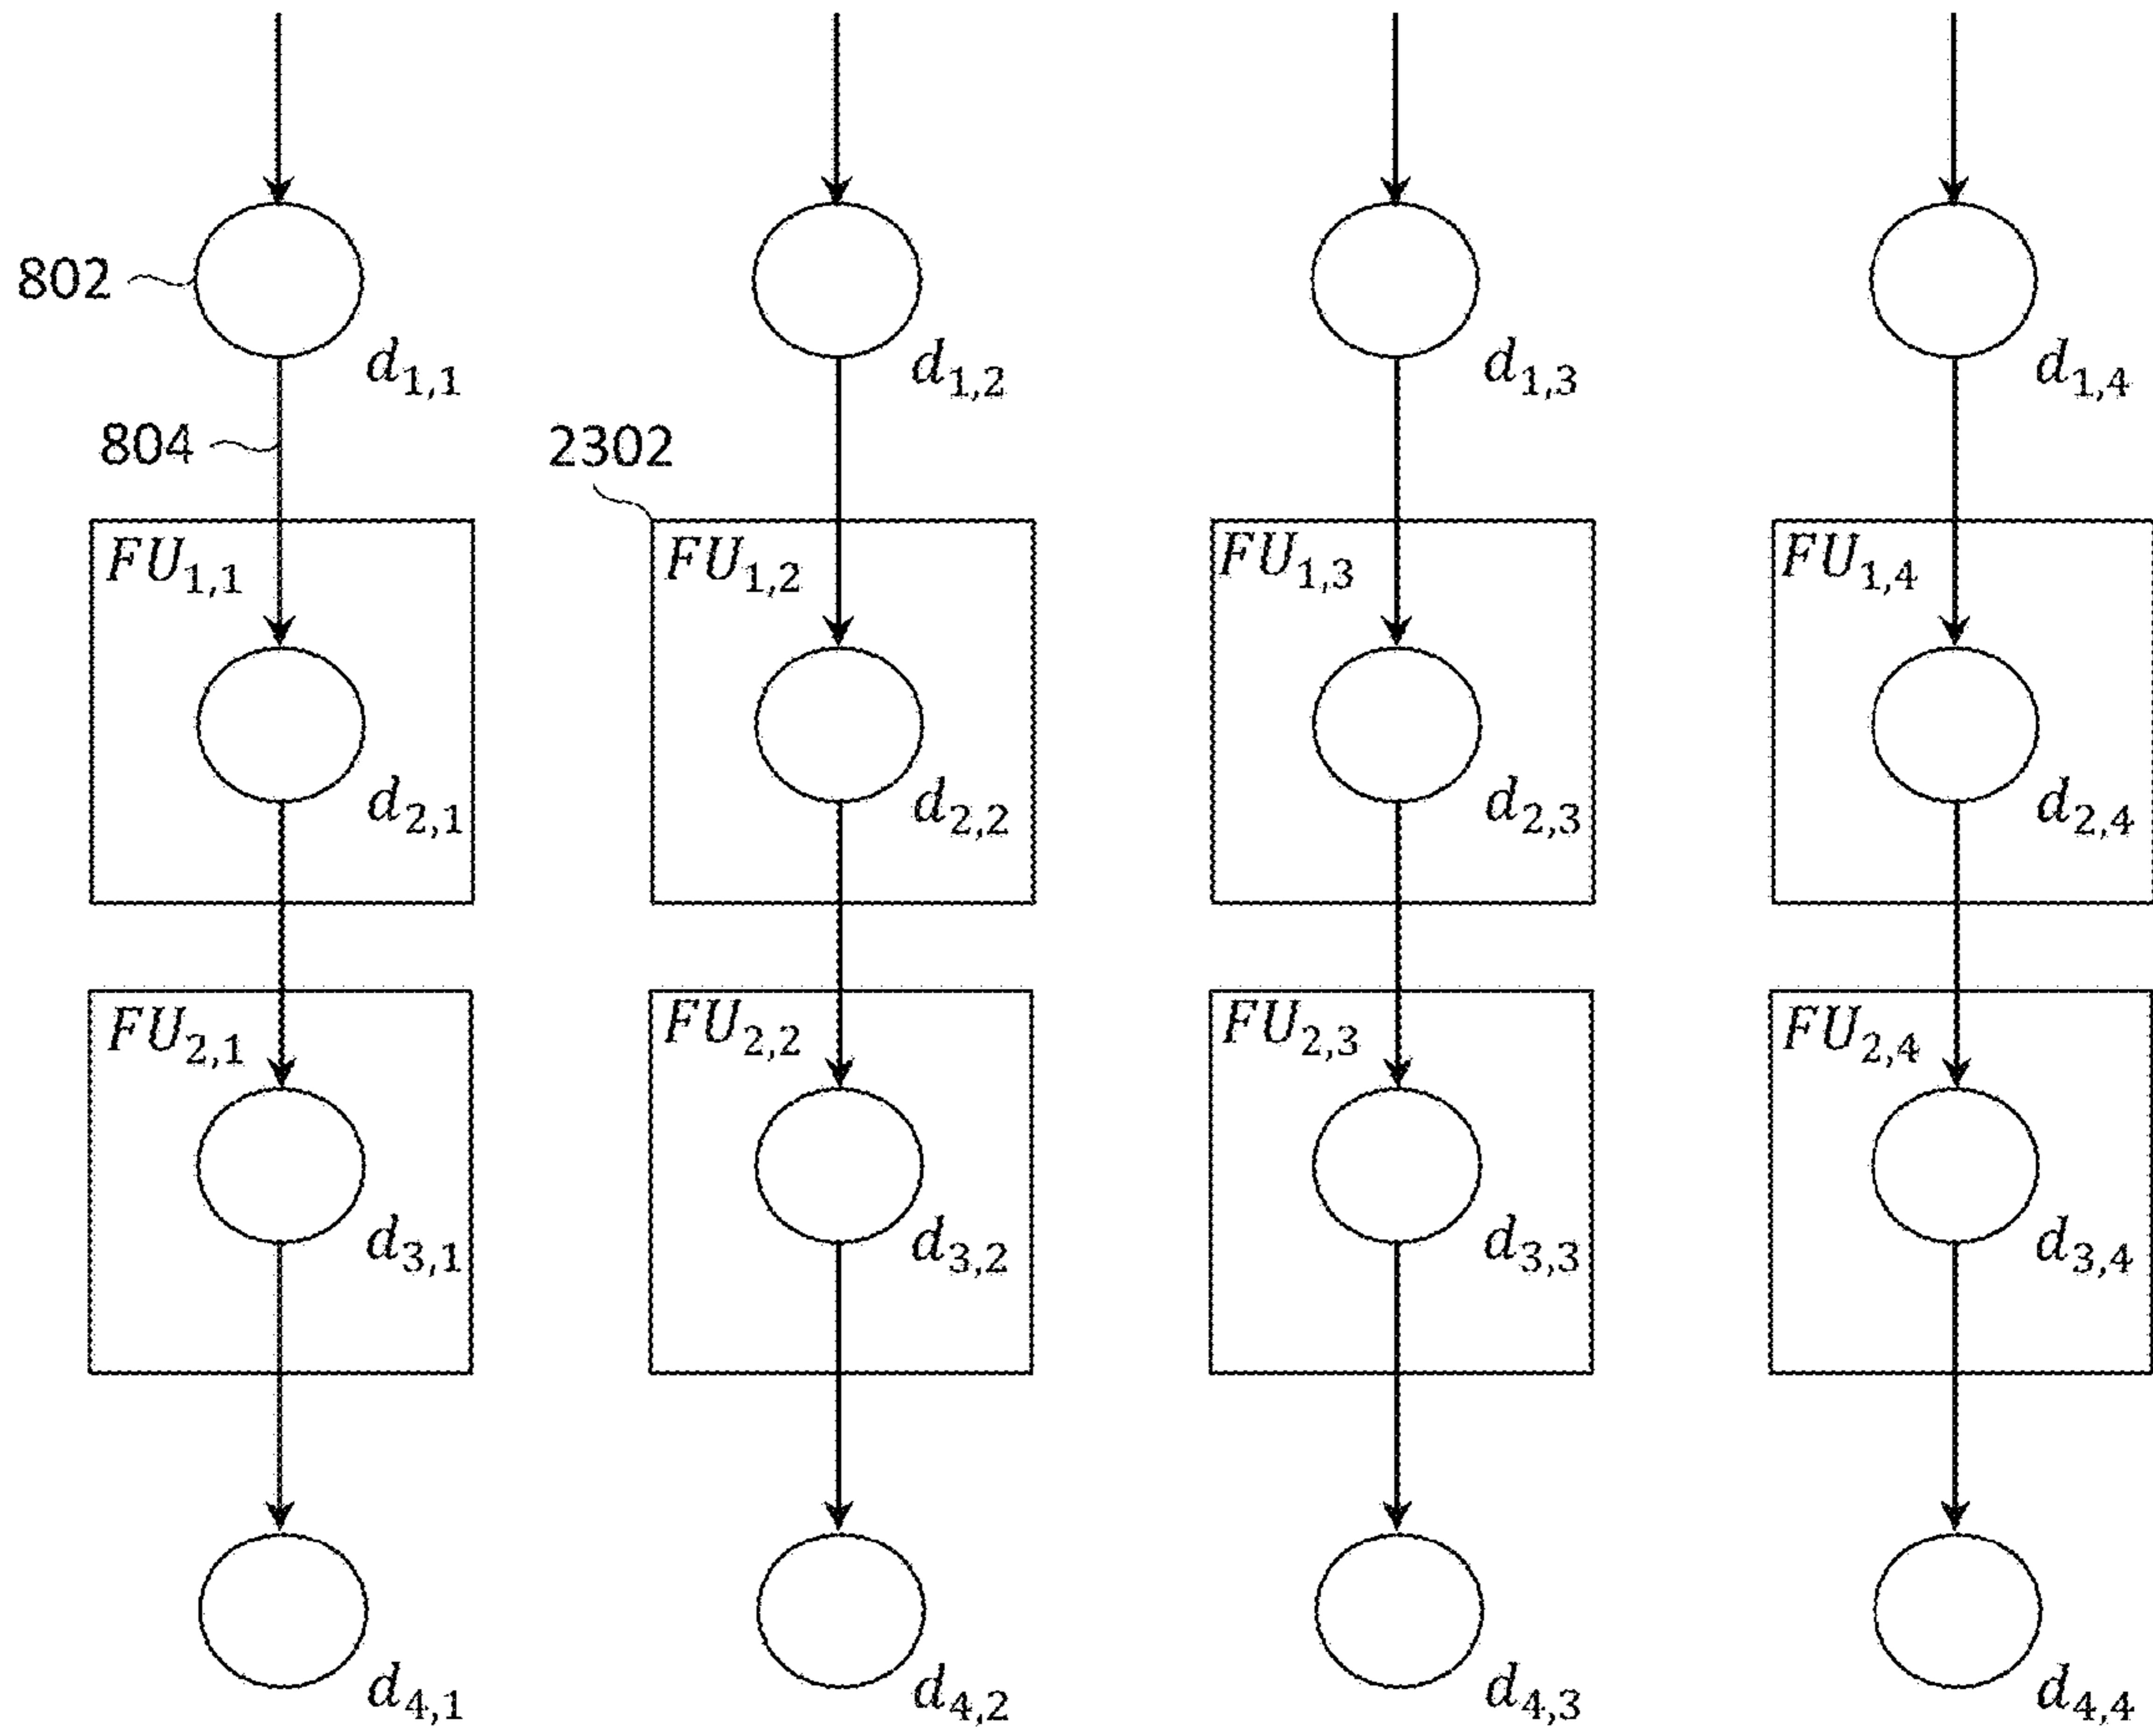 802
d1,1 d1,2 d1,3 d1,4
804 2302
FU1,1 FU1,2 FU1,3 FU1,4
d2,1 d2,2 d2,3 d2,4
FU2,1 FU2,2 FU2,3 FU2,4
d3,1 d3,2 d3,3 d3,4
d4,1 d4,2 d4,3 d4,4